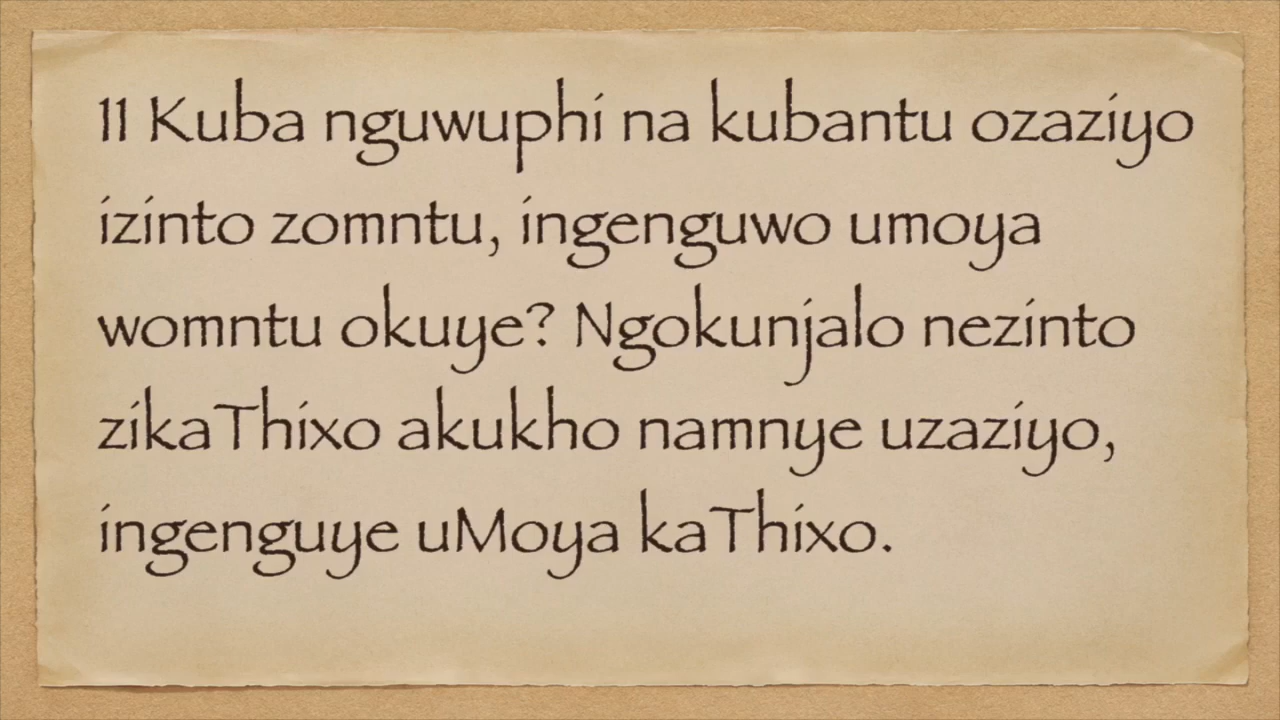 11 Kuba nguwuphi na kubantu ozaziyo
izinto zomntu, ingenguwo umoya
womntu okuye? Ngokunjalo nezinto
zikaThixo akukho namnye uzaziyo,
ingenguye uMoya kaThixo.